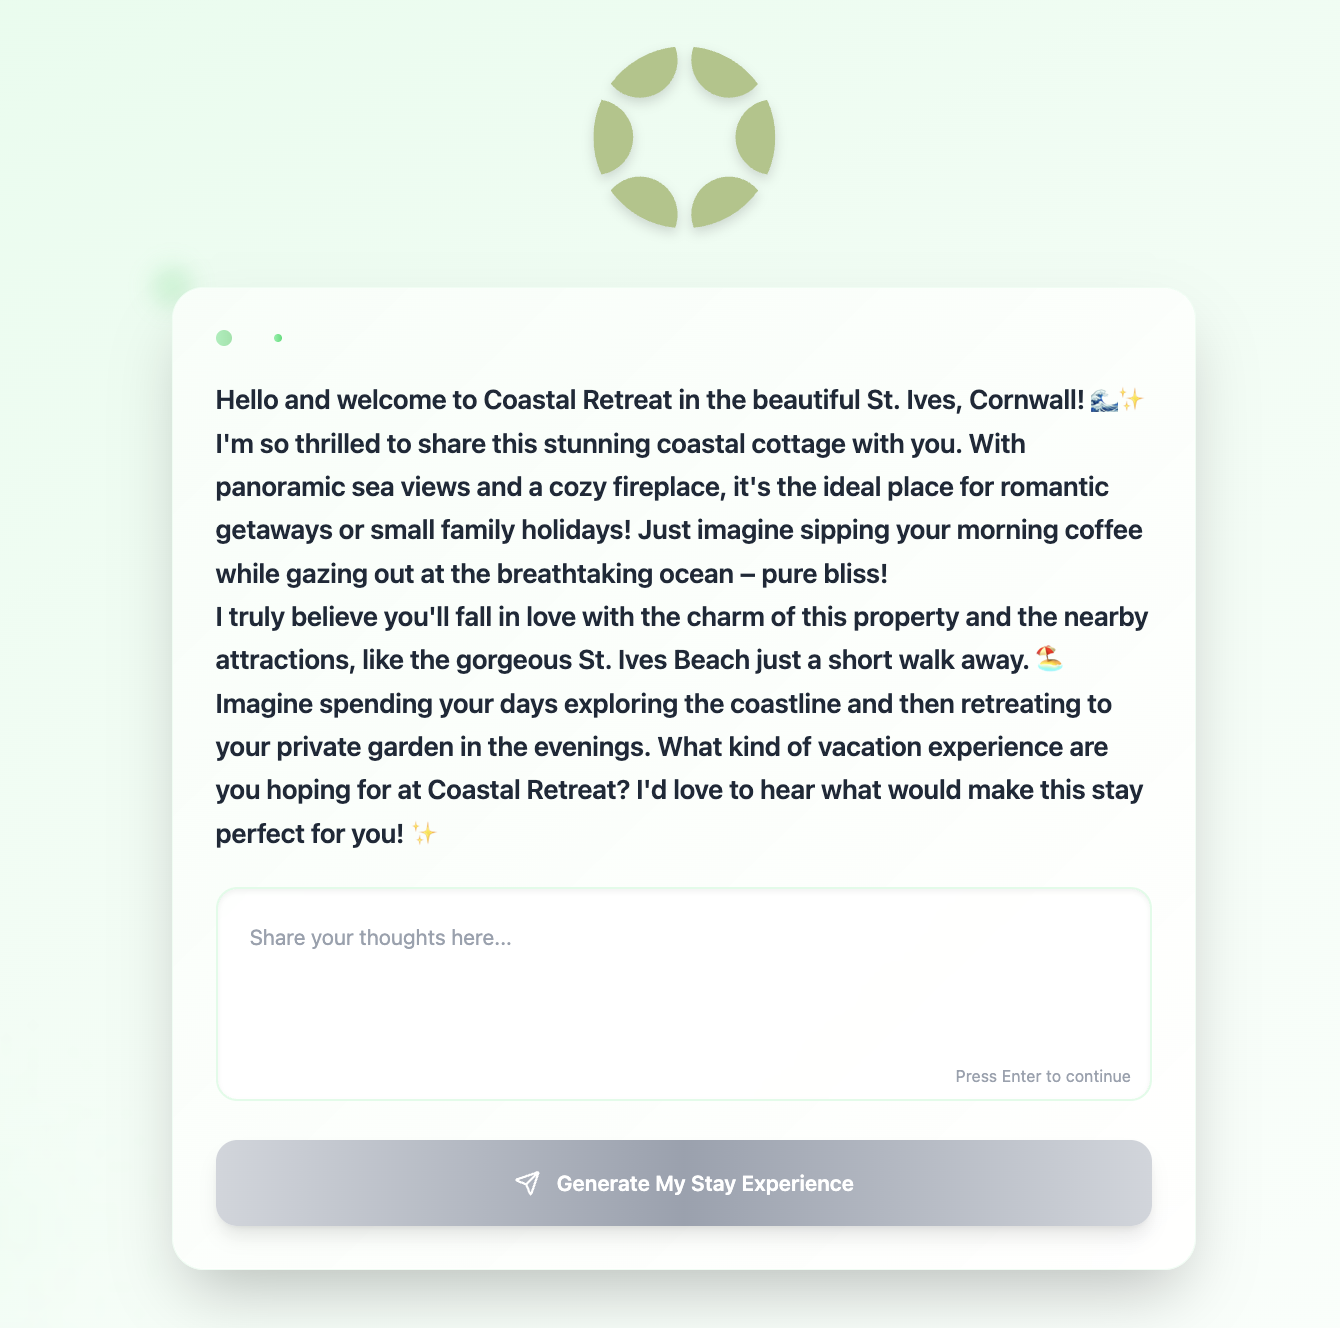 Hello and welcome to Coastal Retreat in the beautiful St. Ives, Cornwall! 🌊✨
I'm so thrilled to share this stunning coastal cottage with you. With
panoramic sea views and a cozy fireplace, it's the ideal place for romantic
getaways or small family holidays! Just imagine sipping your morning coffee
while gazing out at the breathtaking ocean – pure bliss!
I truly believe you'll fall in love with the charm of this property and the nearby
attractions, like the gorgeous St. Ives Beach just a short walk away. 🏖️
Imagine spending your days exploring the coastline and then retreating to
your private garden in the evenings. What kind of vacation experience are
you hoping for at Coastal Retreat? I'd love to hear what would make this stay
perfect for you! ✨
Share your thoughts here...
Press Enter to continue
Generate My Stay Experience